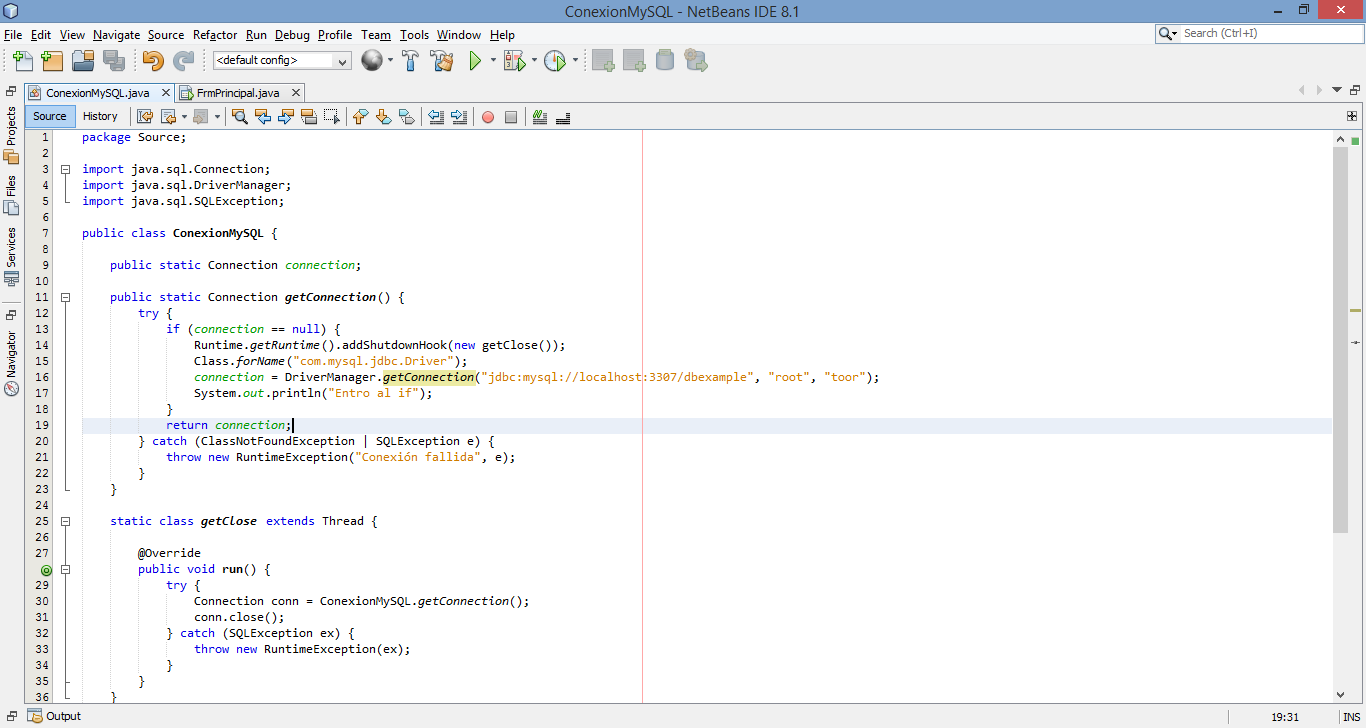 ConexionMySQL - NetBeans IDE 8.1
File Edit View Navigate Source Refactor Run Debug Profile Team Tools Window Help
Search (Ctrl+I)
<default config>
ConexionMySQL.java FrmPrincipal.java
Source History
Projects
Files
Services
Navigator
1 package Source;
2
3 import java.sql.Connection;
4 import java.sql.DriverManager;
5 import java.sql.SQLException;
6
7 public class ConexionMySQL {
8
9 public static Connection connection;
10
11 public static Connection getConnection() {
12 try {
13 if (connection == null) {
14 Runtime.getRuntime().addShutdownHook(new getClose());
15 Class.forName("com.mysql.jdbc.Driver");
16 connection = DriverManager.getConnection("jdbc:mysql://localhost:3307/dbexample", "root", "toor");
17 System.out.println("Entro al if");
18 }
19 return connection;
20 } catch (ClassNotFoundException | SQLException e) {
21 throw new RuntimeException("Conexión fallida", e);
22 }
23 }
24
25 static class getClose extends Thread {
26
27 @Override
public void run() {
29 try {
30 Connection conn = ConexionMySQL.getConnection();
31 conn.close();
32 } catch (SQLException ex) {
33 throw new RuntimeException(ex);
34 }
35 }
36 }
Output
19:31 INS